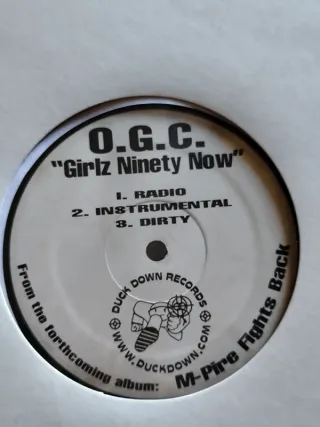 O.G.C.
"Girlz Ninety Now"
1. RADIO
2. INSTRUMENTAL
3. DIRTY
DUCK DOWN RECORDS
WWW.DUCKDOWN.COM
From the forthcoming album: M-Pire Fights Back